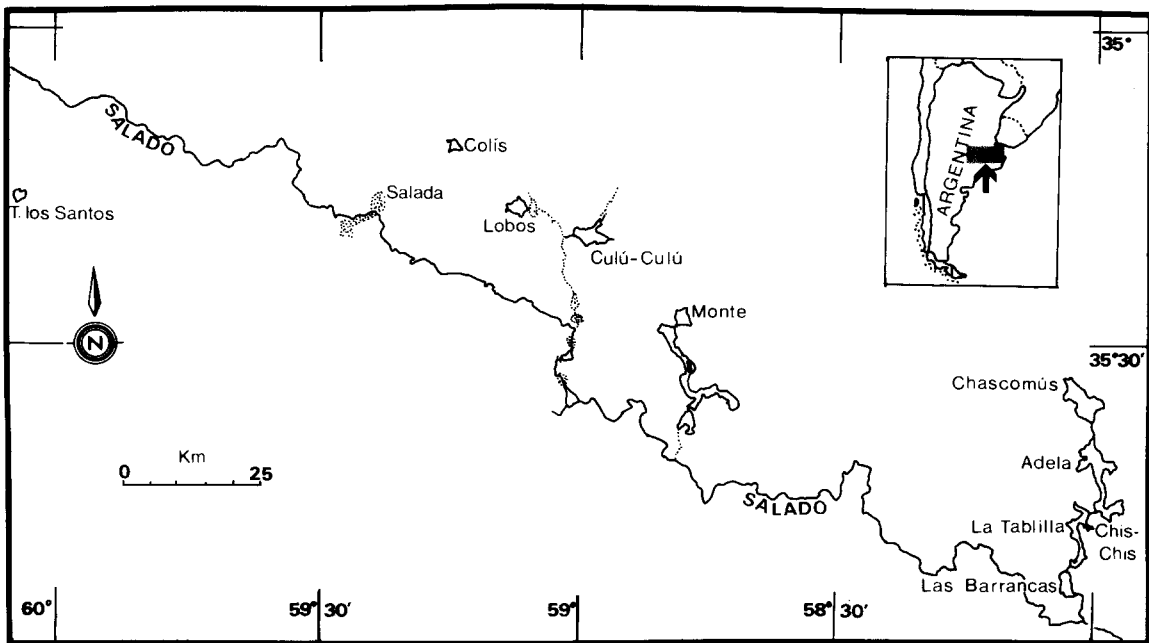 35°
SALADO
ARGENTINA
Colís
Salada
T. los Santos
Lobos
Culú-Culú
Monte
N
35°30'
Chascomús
Km
0 25
Adela
SALADO
La Tablilla
Chis-
Chis
Las Barrancas
60° 59° 30' 59° 58° 30'